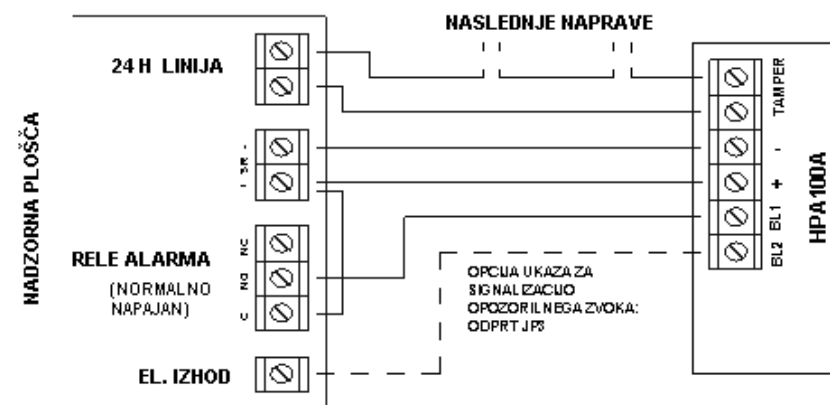 NASLEDNJE NAPRAVE
24 H LINIJA
TAMPER
NADZORNA PLOŠČA
- SR +
-
+
HPA100A
BL1
BL2
RELE ALARMA
(NORMALNO
NAPAJAN)
NC
NO
C
OPCIJA UKAZA ZA
SIGNALIZACIJO
OPOZORILNEGA ZVOKA:
ODPRT JP3
EL. IZHOD